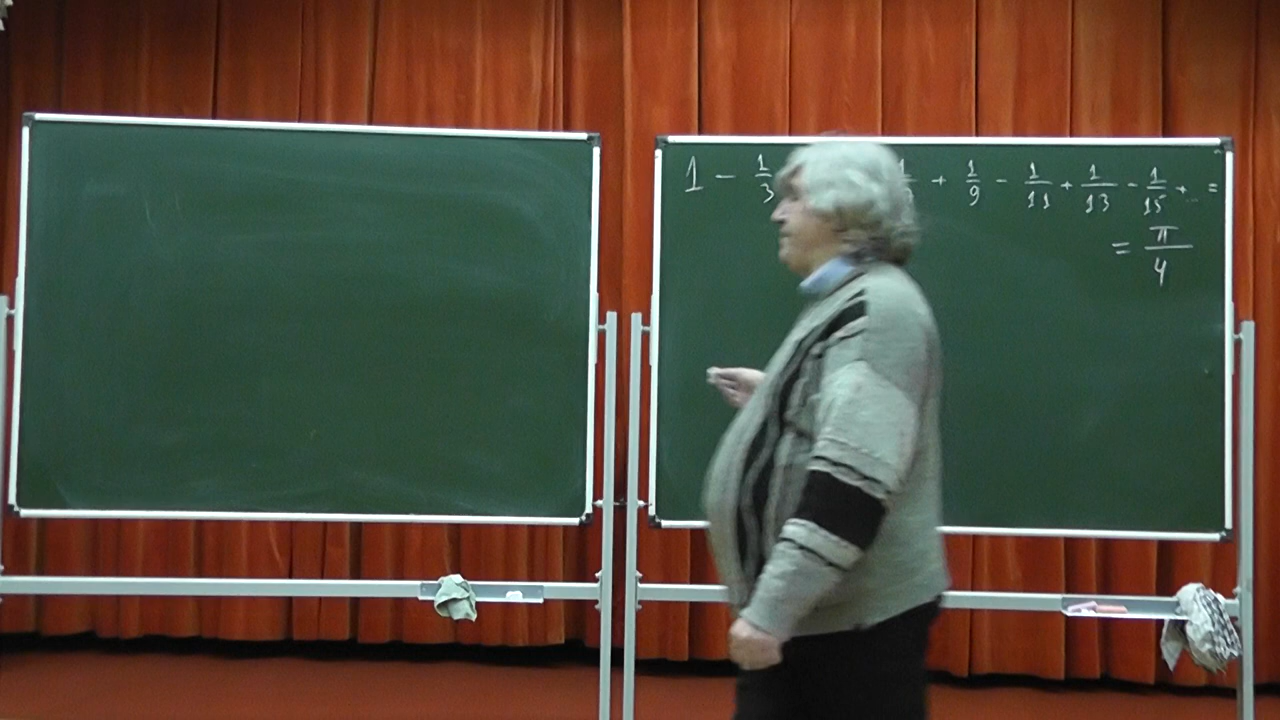 1 - 1/3 + 1/9 - 1/11 + 1/13 - 1/15 + ... =
= π/4